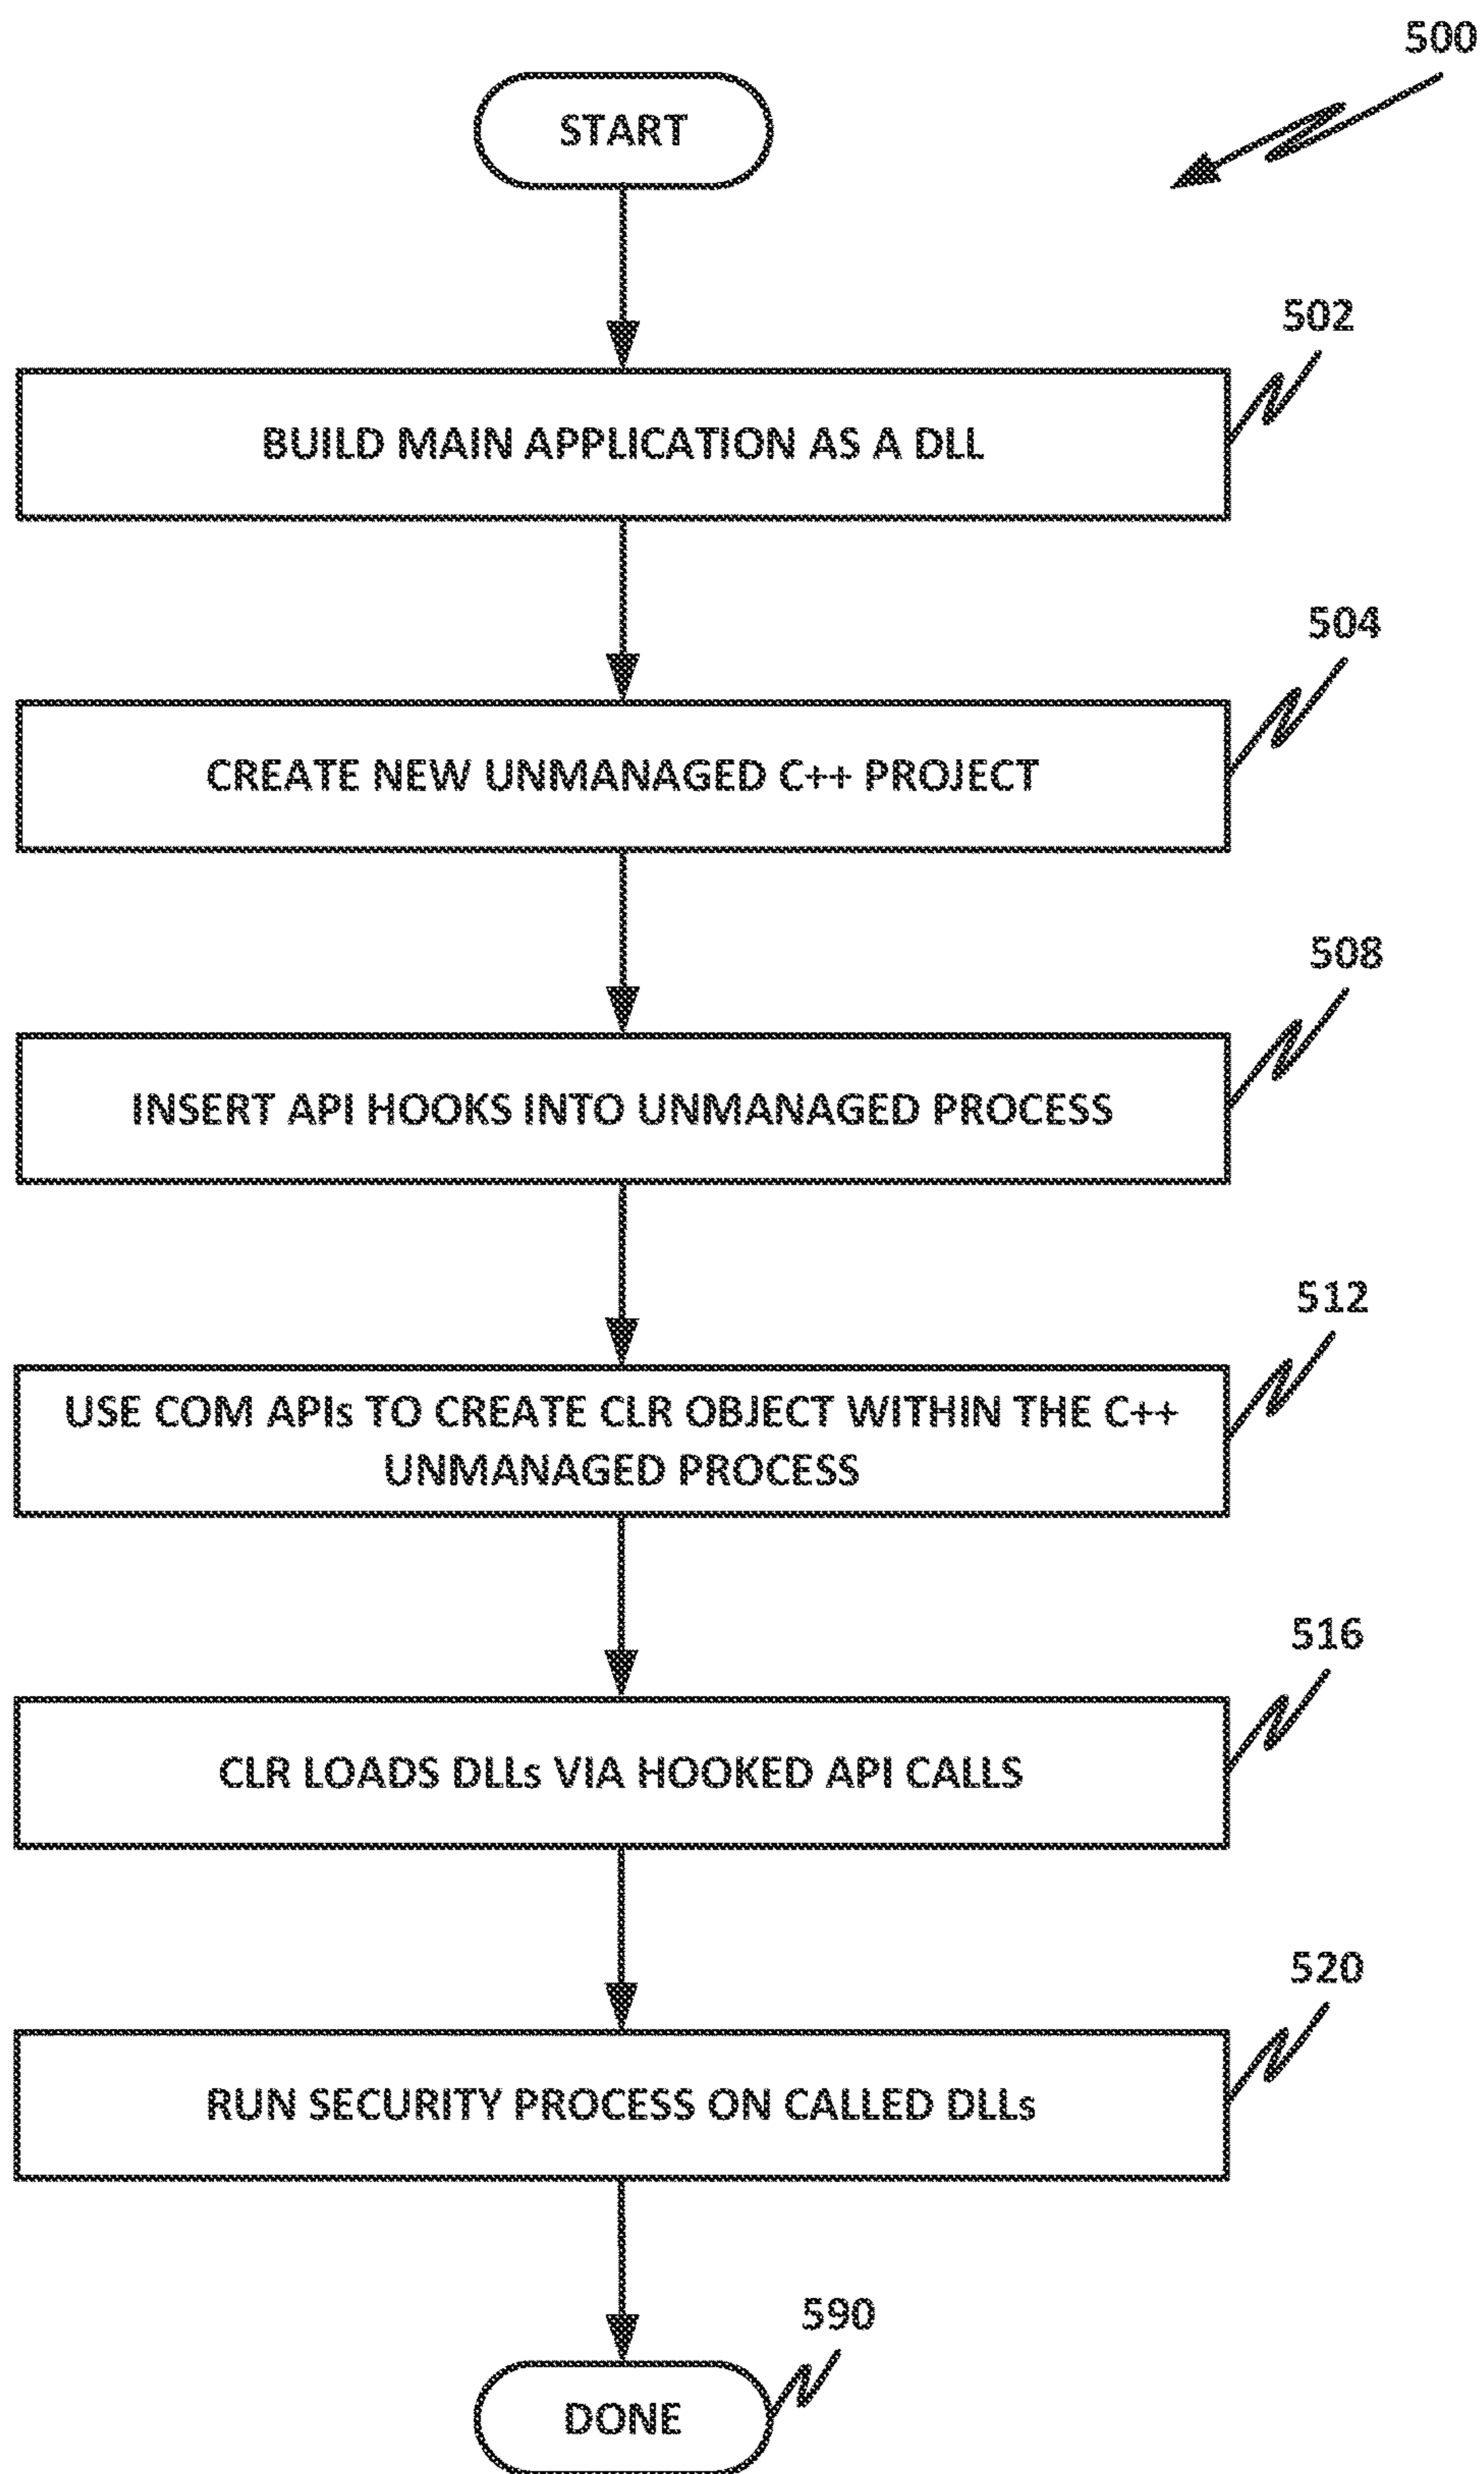 500
START
502
BUILD MAIN APPLICATION AS A DLL
504
CREATE NEW UNMANAGED C++ PROJECT
508
INSERT API HOOKS INTO UNMANAGED PROCESS
512
USE COM APIs TO CREATE CLR OBJECT WITHIN THE C++
UNMANAGED PROCESS
516
CLR LOADS DLLs VIA HOOKED API CALLS
520
RUN SECURITY PROCESS ON CALLED DLLs
590
DONE